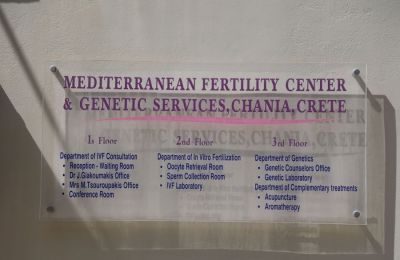 MEDITERRANEAN FERTILITY CENTER
& GENETIC SERVICES,CHANIA,CRETE
1s Floor
Department of IVF Consultation
• Reception - Waiting Room
• Dr J.Giakoumakis Office
• Mrs M.Tsouroupakis Office
• Conference Room
2nd Floor
Department of In Vitro Fertilization
• Oocyte Retrieval Room
• Sperm Collection Room
• IVF Laboratory
3rd Floor
Department of Genetics
• Genetic Counselors Office
• Genetic Laboratory
Department of Complementary treatments
• Acupuncture
• Aromatherapy